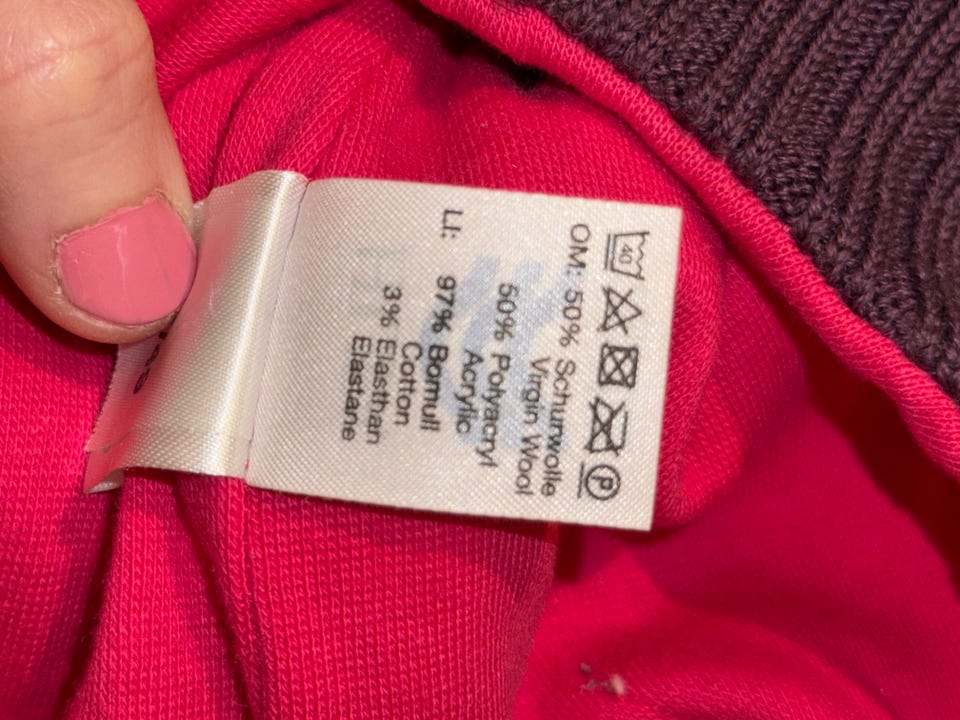 40 P
OM: 50% Schurwolle
Virgin Wool
50% Polyacryl
Acrylic
LI: 97% Bomull
Cotton
3% Elasthan
Elastane